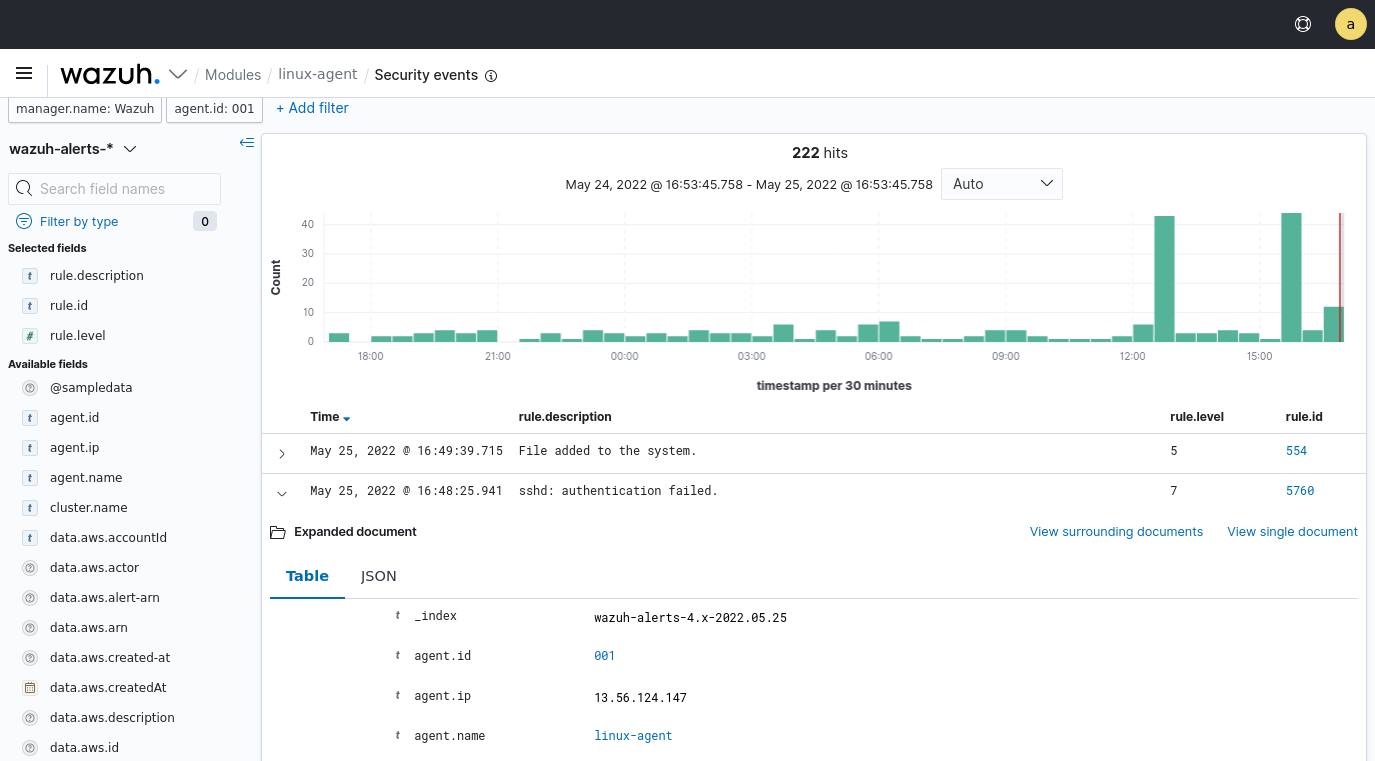 a
wazuh. / Modules / linux-agent / Security events
manager.name: Wazuh agent.id: 001 + Add filter
wazuh-alerts-*
Search field names
Filter by type 0
Selected fields
t rule.description
t rule.id
# rule.level
Available fields
? @sampledata
t agent.id
t agent.ip
t agent.name
t cluster.name
t data.aws.accountId
? data.aws.actor
? data.aws.alert-arn
? data.aws.arn
? data.aws.created-at
data.aws.createdAt
? data.aws.description
? data.aws.id
222 hits
May 24, 2022 @ 16:53:45.758 - May 25, 2022 @ 16:53:45.758 Auto
Count
40
30
20
10
0
18:00 21:00 00:00 03:00 06:00 09:00 12:00 15:00
timestamp per 30 minutes
Time rule.description rule.level rule.id
May 25, 2022 @ 16:49:39.715 File added to the system. 5 554
May 25, 2022 @ 16:48:25.941 sshd: authentication failed. 7 5760
Expanded document View surrounding documents View single document
Table JSON
t _index wazuh-alerts-4.x-2022.05.25
t agent.id 001
t agent.ip 13.56.124.147
t agent.name linux-agent